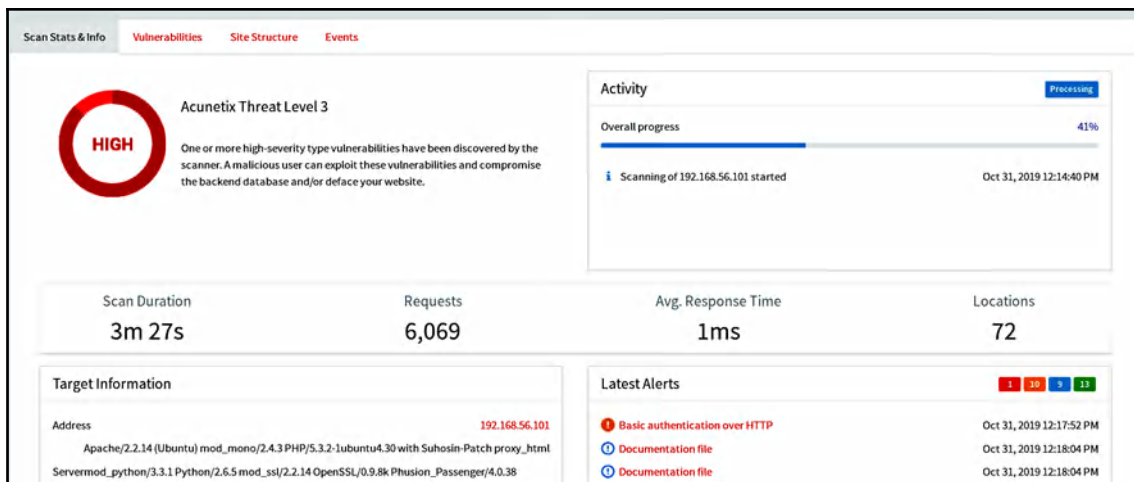 Scan Stats & Info Vulnerabilities Site Structure Events
HIGH
Acunetix Threat Level 3
One or more high-severity type vulnerabilities have been discovered by the
scanner. A malicious user can exploit these vulnerabilities and compromise
the backend database and/or deface your website.
Activity Processing
Overall progress 41%
i Scanning of 192.168.56.101 started Oct 31, 2019 12:14:40 PM
Scan Duration Requests Avg. Response Time Locations
3m 27s 6,069 1ms 72
Target Information
Address 192.168.56.101
Apache/2.2.14 (Ubuntu) mod_mono/2.4.3 PHP/5.3.2-1ubuntu4.30 with Suhosin-Patch proxy_html
Servermod_python/3.3.1 Python/2.6.5 mod_ssl/2.2.14 OpenSSL/0.9.8k Phusion_Passenger/4.0.38
Latest Alerts 1 10 9 13
Basic authentication over HTTP Oct 31, 2019 12:17:52 PM
Documentation file Oct 31, 2019 12:18:04 PM
Documentation file Oct 31, 2019 12:18:04 PM